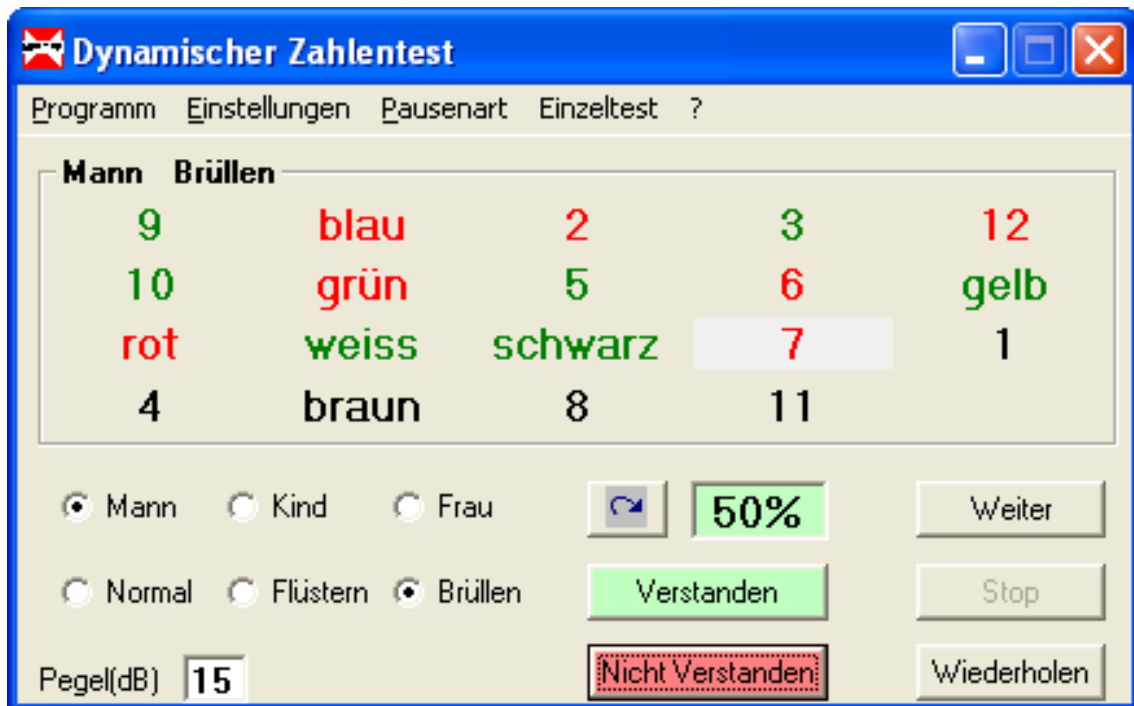 Dynamischer Zahlentest
Programm Einstellungen Pausenart Einzeltest ?
Mann Brüllen
9 blau 2 3 12
10 grün 5 6 gelb
rot weiss schwarz 7 1
4 braun 8 11
Mann Kind Frau 50% Weiter
Normal Flüstern Brüllen Verstanden Stop
Pegel(dB) 15 Nicht Verstanden Wiederholen